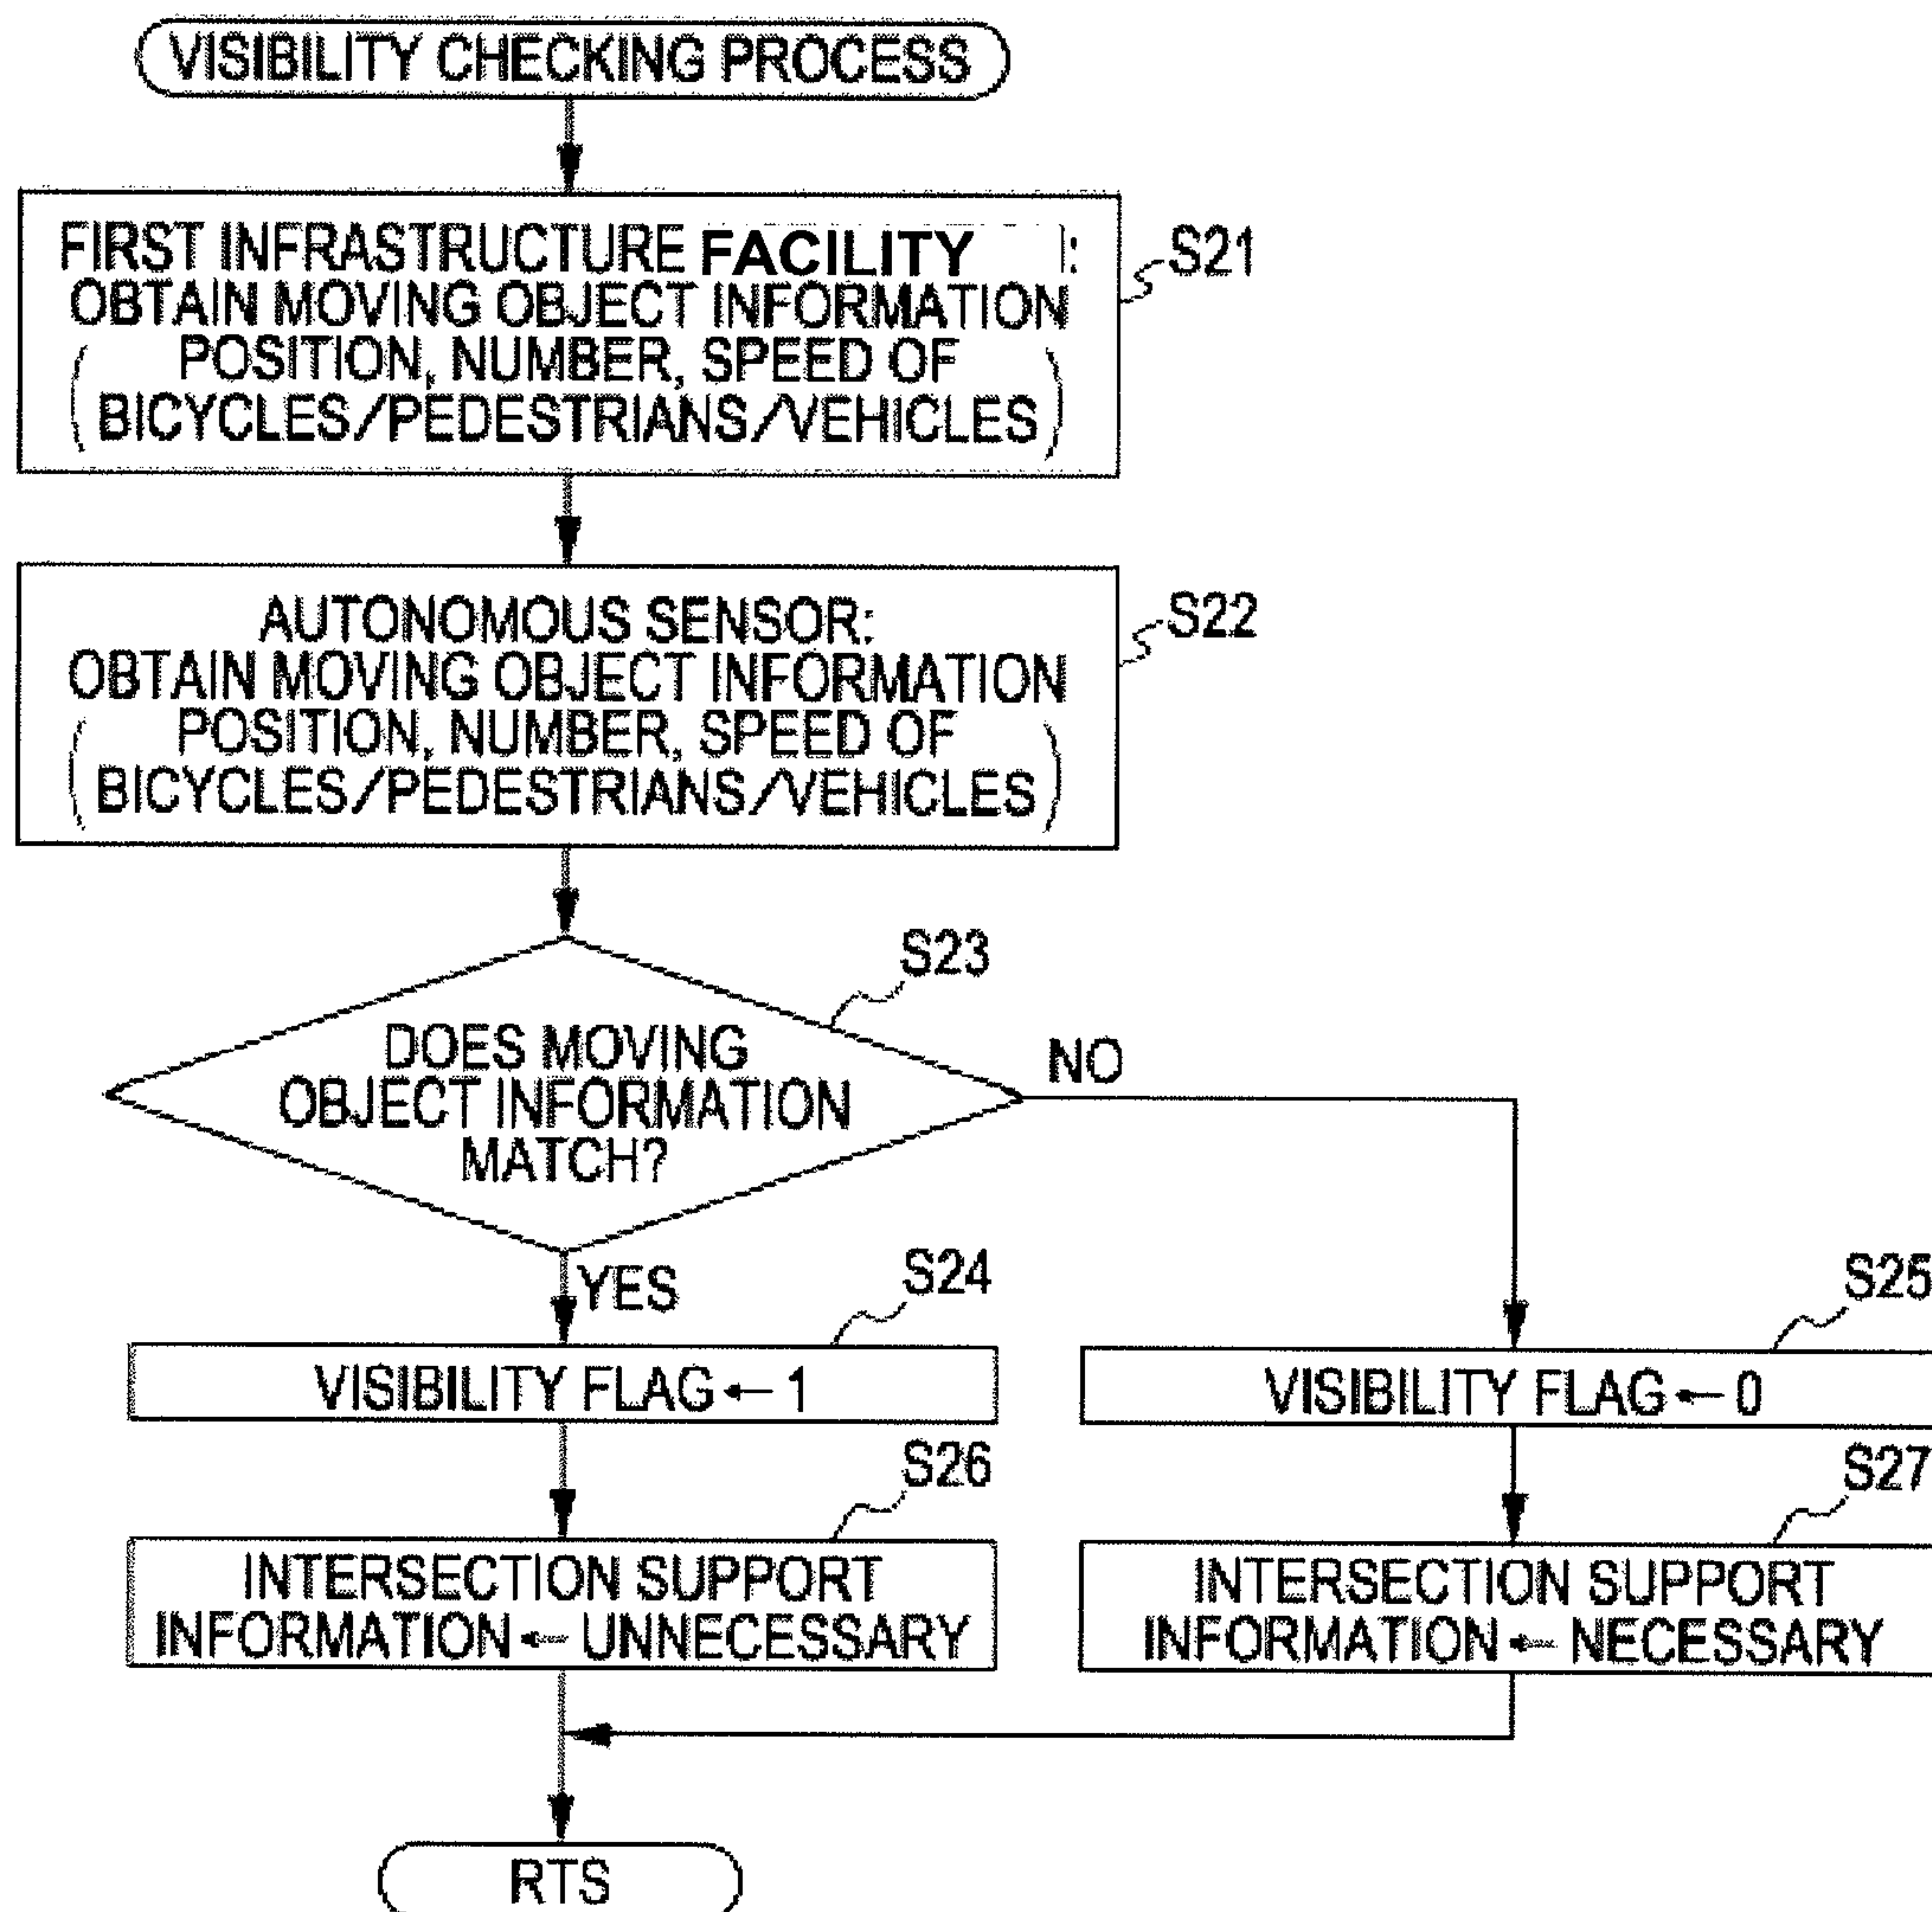 VISIBILITY CHECKING PROCESS
FIRST INFRASTRUCTURE FACILITY :
OBTAIN MOVING OBJECT INFORMATION
( POSITION, NUMBER, SPEED OF
BICYCLES/PEDESTRIANS/VEHICLES )
S21
AUTONOMOUS SENSOR:
OBTAIN MOVING OBJECT INFORMATION
( POSITION, NUMBER, SPEED OF
BICYCLES/PEDESTRIANS/VEHICLES )
S22
S23
DOES MOVING
OBJECT INFORMATION
MATCH?
NO
YES
S24
VISIBILITY FLAG ← 1
S25
VISIBILITY FLAG ← 0
S26
INTERSECTION SUPPORT
INFORMATION ← UNNECESSARY
S27
INTERSECTION SUPPORT
INFORMATION ← NECESSARY
RTS